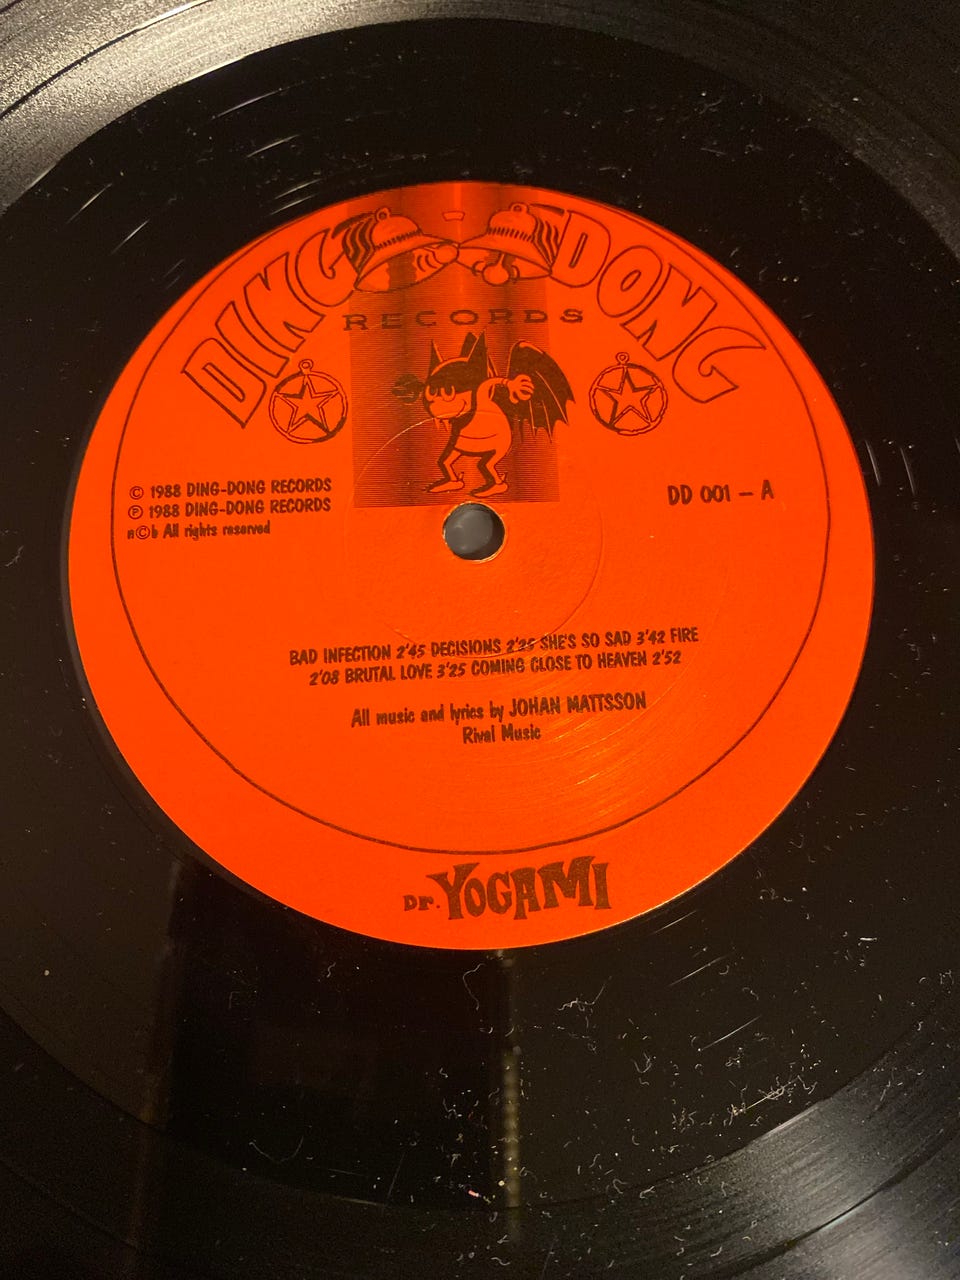 DING DONG
RECORDS
© 1988 DING-DONG RECORDS
℗ 1988 DING-DONG RECORDS
n©b All rights reserved
DD 001 – A
BAD INFECTION 2'45 DECISIONS 2'25 SHE'S SO SAD 3'42 FIRE
2'08 BRUTAL LOVE 3'25 COMING CLOSE TO HEAVEN 2'52
All music and lyrics by JOHAN MATTSSON
Rival Music
Dr. YOGAMI